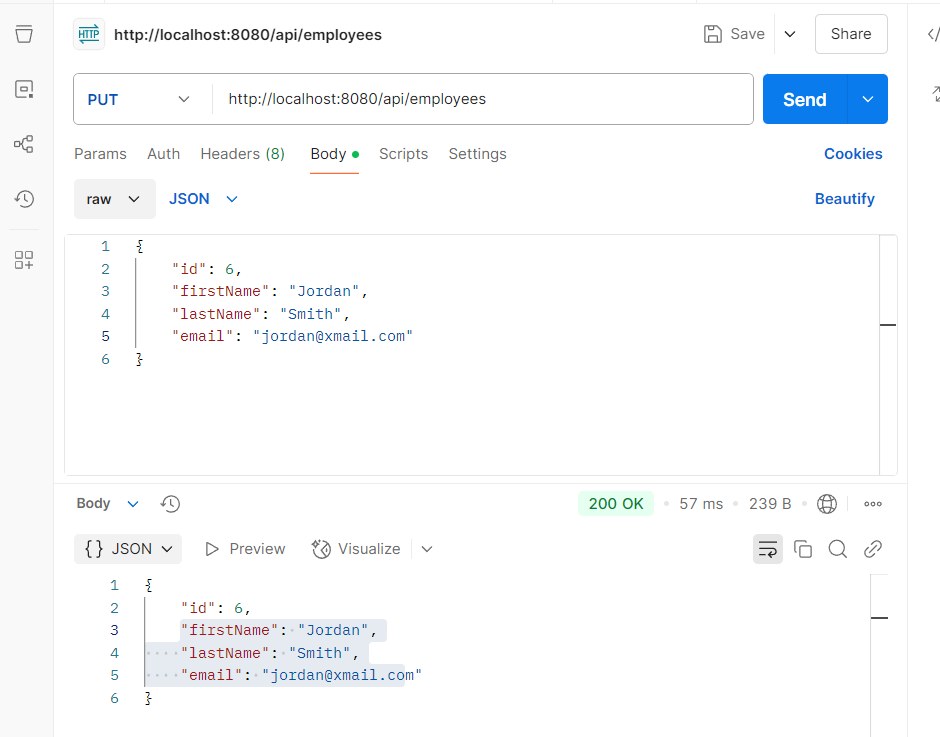 HTTP http://localhost:8080/api/employees Save Share
PUT http://localhost:8080/api/employees Send
Params Auth Headers (8) Body Scripts Settings Cookies
raw JSON Beautify
1 {
2 "id": 6,
3 "firstName": "Jordan",
4 "lastName": "Smith",
5 "email": "jordan@xmail.com"
6 }
Body 200 OK • 57 ms • 239 B •
{} JSON Preview Visualize
1 {
2 "id": 6,
3 "firstName": "Jordan",
4 "lastName": "Smith",
5 "email": "jordan@xmail.com"
6 }